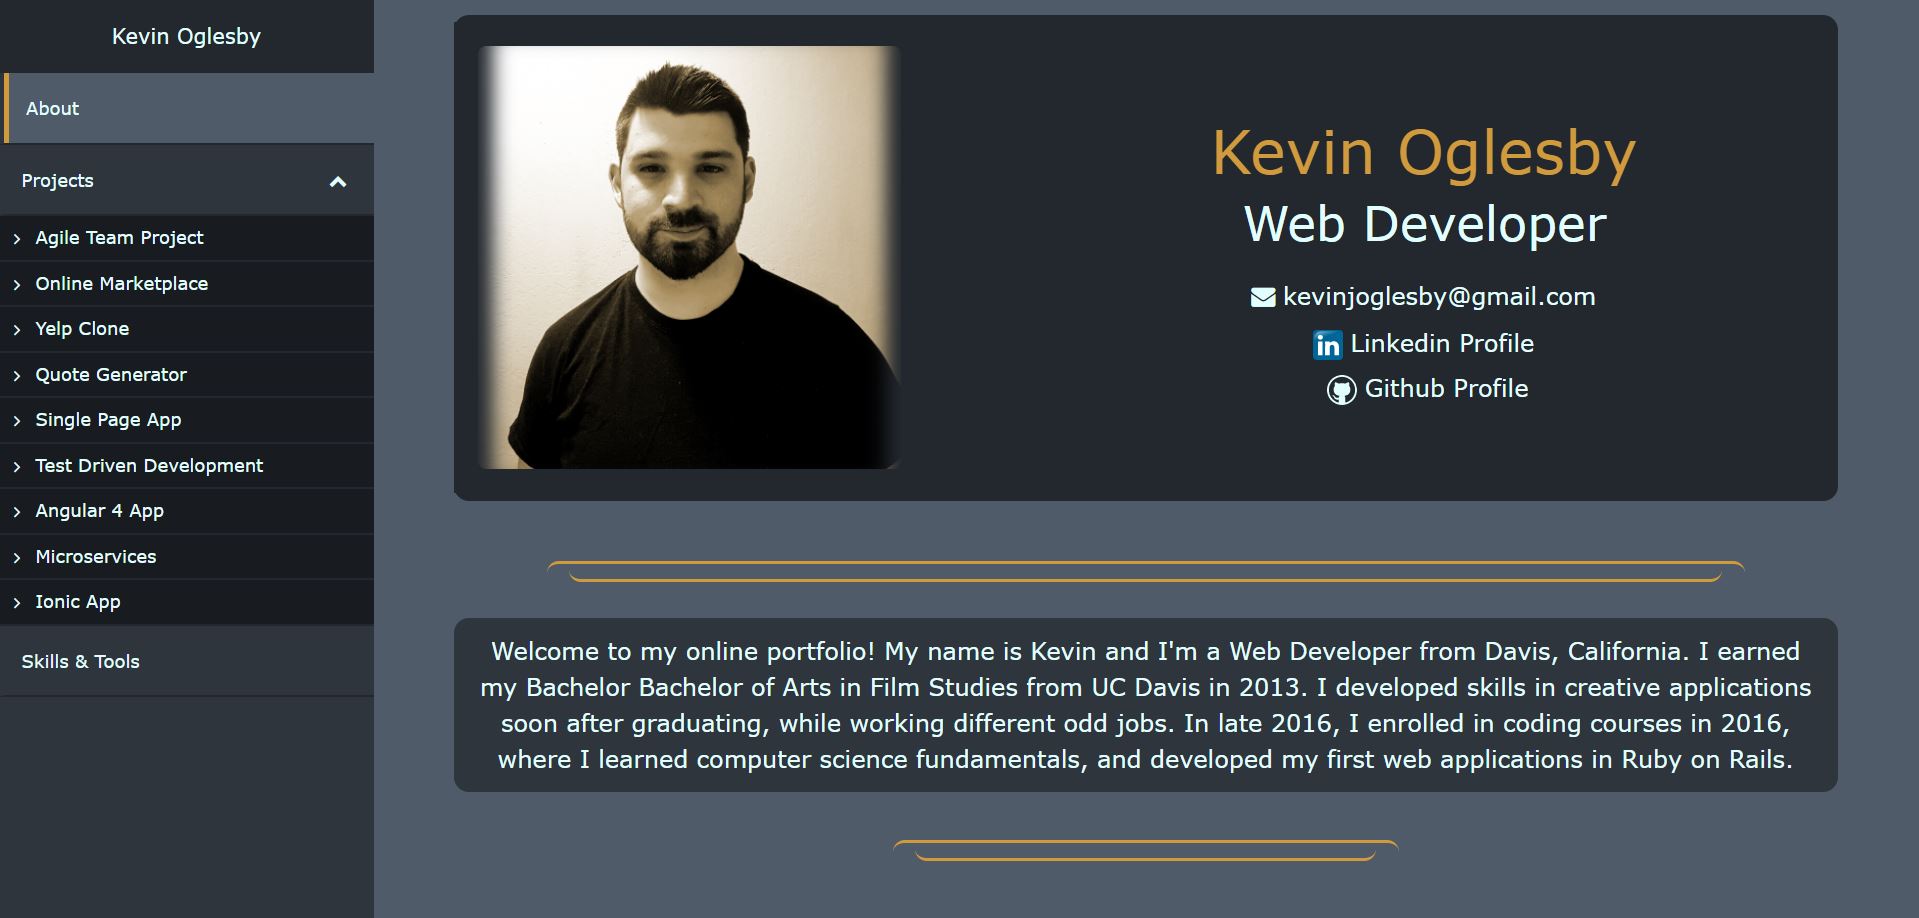 Kevin Oglesby
About
Projects
Agile Team Project
Online Marketplace
Yelp Clone
Quote Generator
Single Page App
Test Driven Development
Angular 4 App
Microservices
Ionic App
Skills & Tools
Kevin Oglesby
Web Developer
kevinjoglesby@gmail.com
in Linkedin Profile
Github Profile
Welcome to my online portfolio! My name is Kevin and I'm a Web Developer from Davis, California. I earned
my Bachelor Bachelor of Arts in Film Studies from UC Davis in 2013. I developed skills in creative applications
soon after graduating, while working different odd jobs. In late 2016, I enrolled in coding courses in 2016,
where I learned computer science fundamentals, and developed my first web applications in Ruby on Rails.